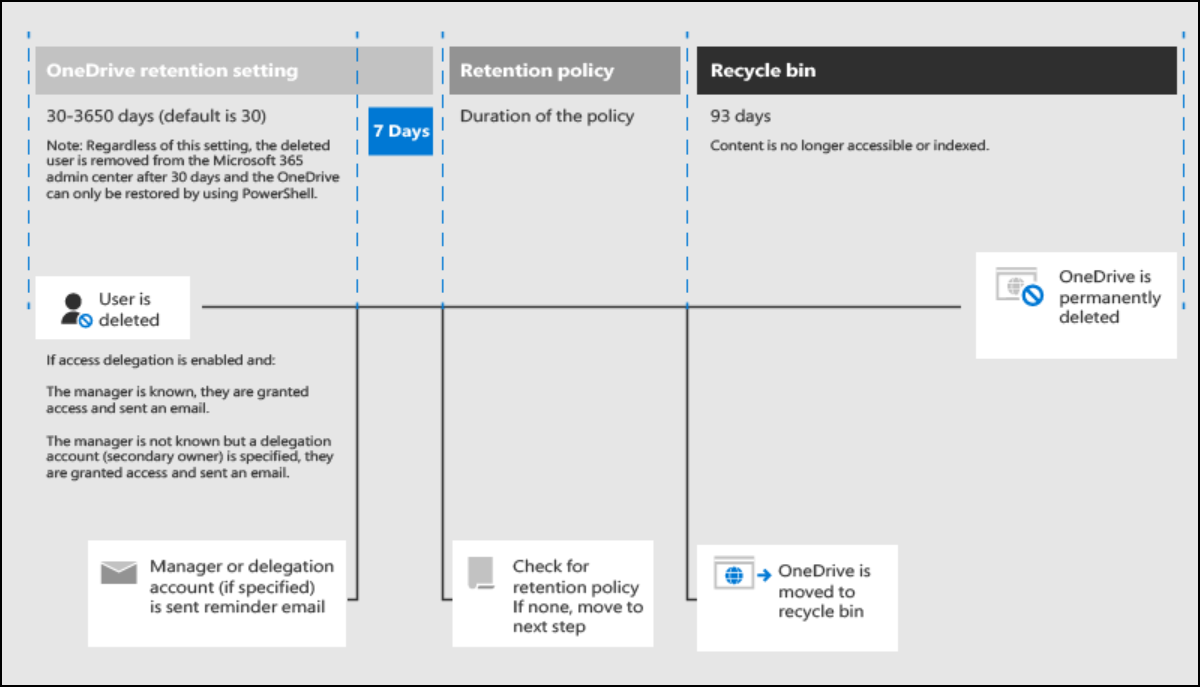 OneDrive retention setting
30-3650 days (default is 30)
Note: Regardless of this setting, the deleted
user is removed from the Microsoft 365
admin center after 30 days and the OneDrive
can only be restored by using PowerShell.
7 Days
Retention policy
Duration of the policy
Recycle bin
93 days
Content is no longer accessible or indexed.
User is
deleted
OneDrive is
permanently
deleted
If access delegation is enabled and:
The manager is known, they are granted
access and sent an email.
The manager is not known but a delegation
account (secondary owner) is specified, they
are granted access and sent an email.
Manager or delegation
account (if specified)
is sent reminder email
Check for
retention policy
If none, move to
next step
OneDrive is
moved to
recycle bin